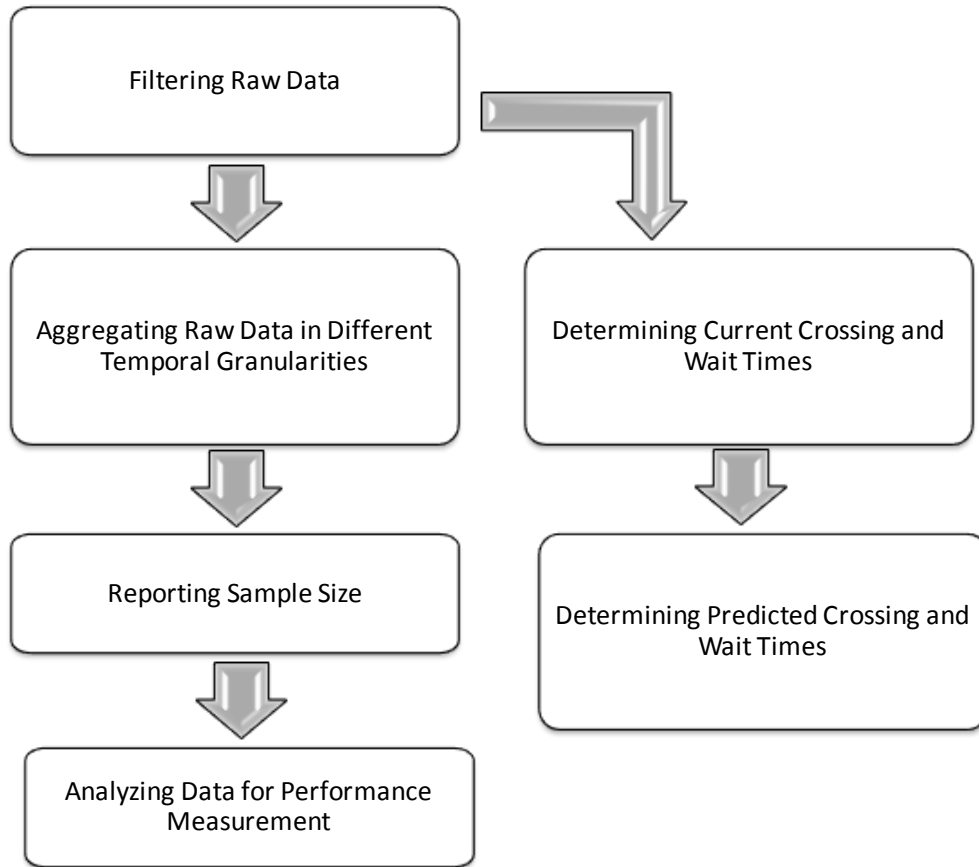 Filtering Raw Data
Aggregating Raw Data in Different
Temporal Granularities
Determining Current Crossing and
Wait Times
Reporting Sample Size
Determining Predicted Crossing and
Wait Times
Analyzing Data for Performance
Measurement